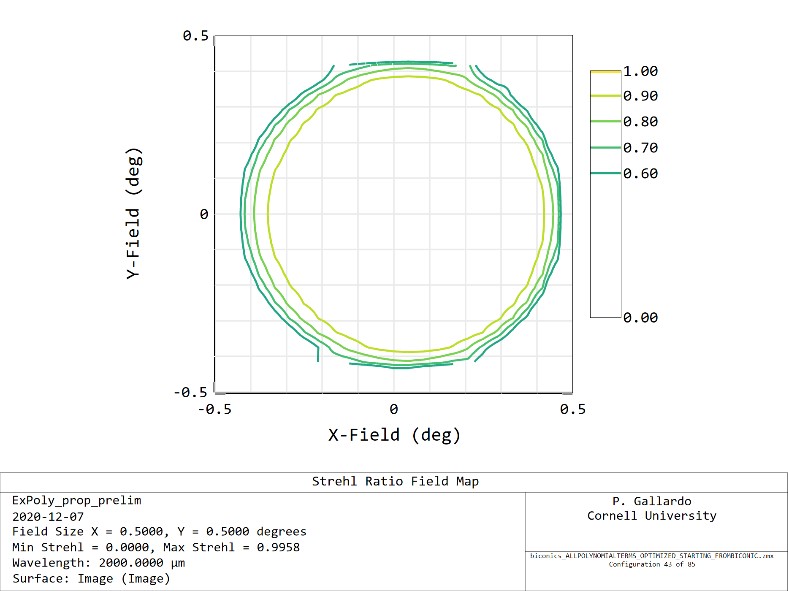 0.5
0
-0.5
-0.5
0
0.5
Y-Field (deg)
X-Field (deg)
1.00
0.90
0.80
0.70
0.60
0.00
Strehl Ratio Field Map
ExPoly_prop_prelim
2020-12-07
Field Size X = 0.5000, Y = 0.5000 degrees
Min Strehl = 0.0000, Max Strehl = 0.9958
Wavelength: 2000.0000 µm
Surface: Image (Image)
P. Gallardo
Cornell University
biconics_ALLPOLYNOMIALTERMS_OPTIMIZED_STARTING_FROMBICONIC..zmx
Configuration 43 of 85